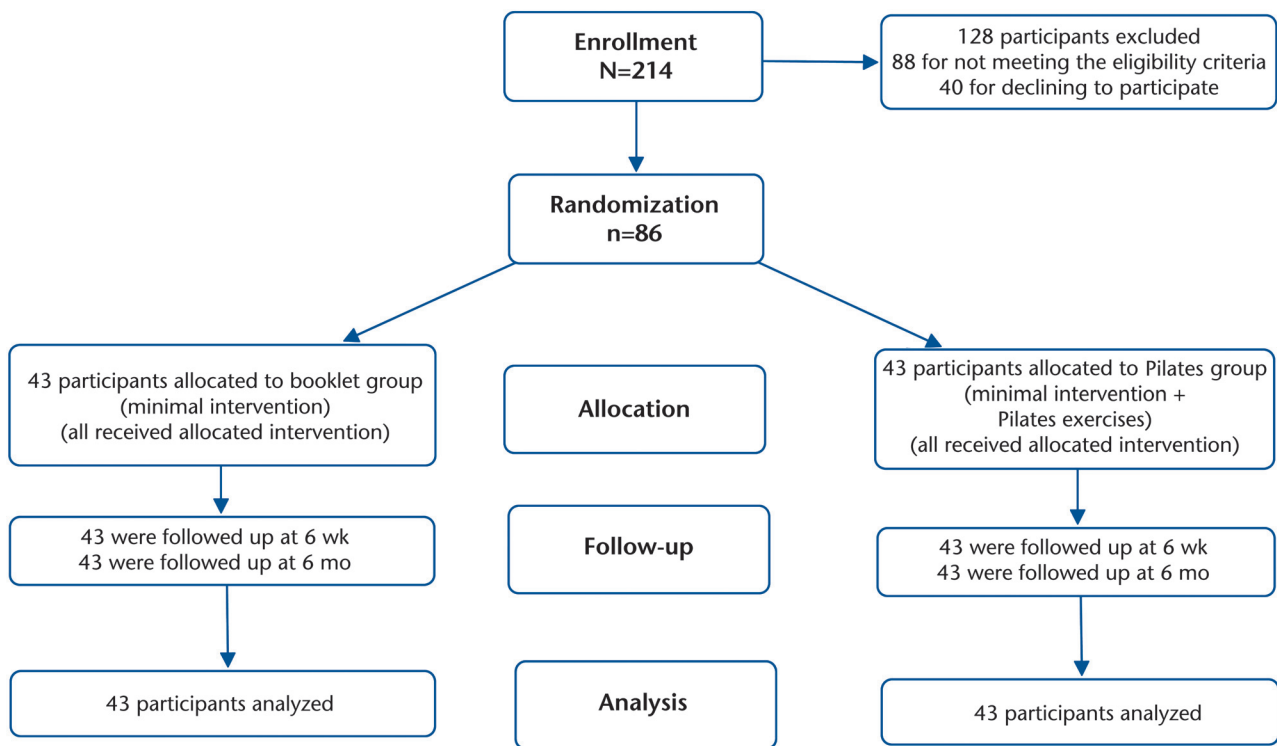 Enrollment
N=214
128 participants excluded
88 for not meeting the eligibility criteria
40 for declining to participate
Randomization
n=86
43 participants allocated to booklet group
(minimal intervention)
(all received allocated intervention)
Allocation
43 participants allocated to Pilates group
(minimal intervention +
Pilates exercises)
(all received allocated intervention)
43 were followed up at 6 wk
43 were followed up at 6 mo
Follow-up
43 were followed up at 6 wk
43 were followed up at 6 mo
43 participants analyzed
Analysis
43 participants analyzed